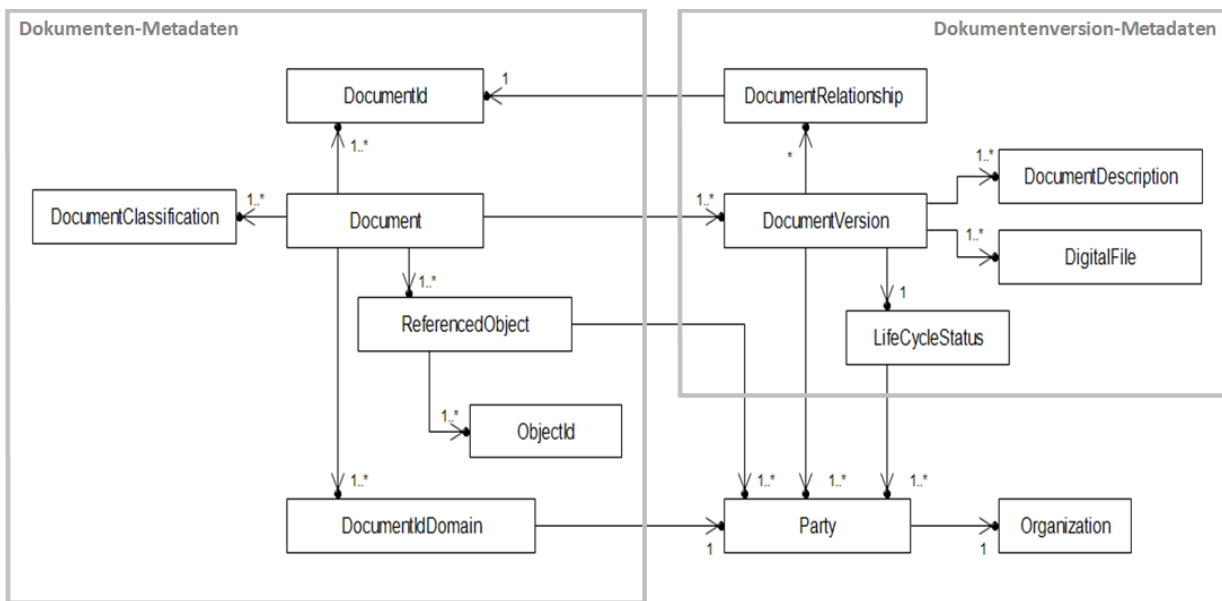 Dokumenten-Metadaten
Dokumentenversion-Metadaten
DocumentId
1
DocumentRelationship
1..*
*
1..*
DocumentDescription
DocumentClassification
1..*
Document
1..*
DocumentVersion
1..*
DigitalFile
1..*
1
ReferencedObject
LifeCycleStatus
1..*
ObjectId
1..*
1..*
1..*
1..*
DocumentIdDomain
1
Party
1
Organization